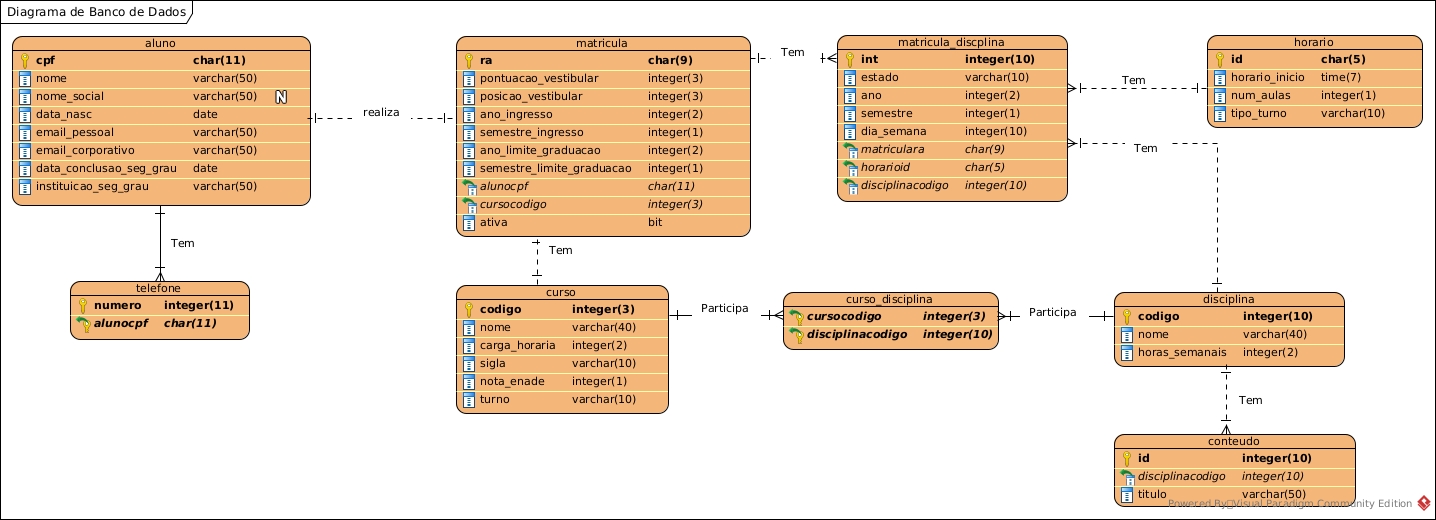 Diagrama de Banco de Dados
aluno
cpf char(11)
nome varchar(50)
nome_social varchar(50) N
data_nasc date
email_pessoal varchar(50)
email_corporativo varchar(50)
data_conclusao_seg_grau date
instituicao_seg_grau varchar(50)
realiza
matricula
ra char(9)
pontuacao_vestibular integer(3)
posicao_vestibular integer(3)
ano_ingresso integer(2)
semestre_ingresso integer(1)
ano_limite_graduacao integer(2)
semestre_limite_graduacao integer(1)
alunocpf char(11)
cursocodigo integer(3)
ativa bit
Tem
matricula_discplina
int integer(10)
estado varchar(10)
ano integer(2)
semestre integer(1)
dia_semana integer(10)
matriculara char(9)
horarioid char(5)
disciplinacodigo integer(10)
Tem
horario
id char(5)
horario_inicio time(7)
num_aulas integer(1)
tipo_turno varchar(10)
Tem
Tem
telefone
numero integer(11)
alunocpf char(11)
Tem
curso
codigo integer(3)
nome varchar(40)
carga_horaria integer(2)
sigla varchar(10)
nota_enade integer(1)
turno varchar(10)
Participa
curso_disciplina
cursocodigo integer(3)
disciplinacodigo integer(10)
Participa
disciplina
codigo integer(10)
nome varchar(40)
horas_semanais integer(2)
Tem
conteudo
id integer(10)
disciplinacodigo integer(10)
titulo varchar(50)
Powered By Visual Paradigm Community Edition